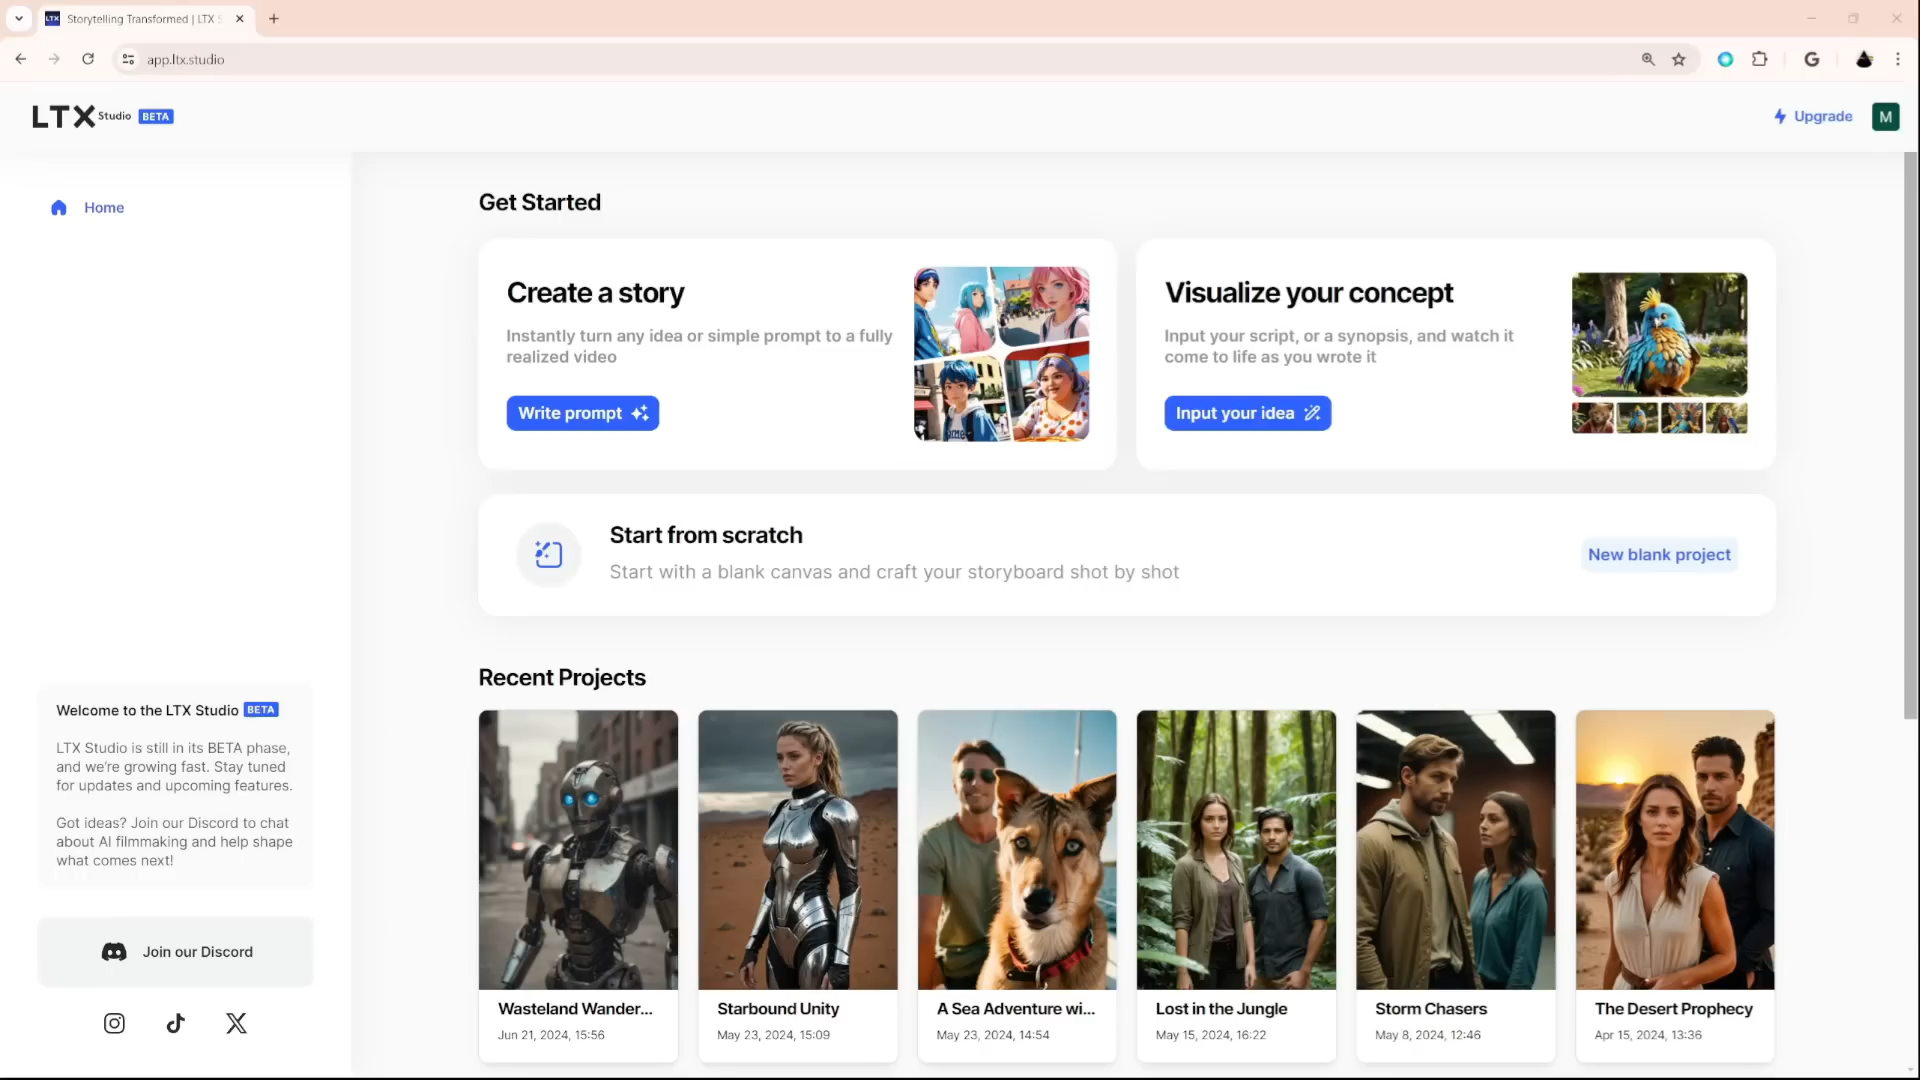 Storytelling Transformed | LTX S
app.ltx.studio
LTX Studio BETA
Upgrade
M
Home
Get Started
Create a story
Instantly turn any idea or simple prompt to a fully
realized video
Write prompt
Visualize your concept
Input your script, or a synopsis, and watch it
come to life as you wrote it
Input your idea
Start from scratch
Start with a blank canvas and craft your storyboard shot by shot
New blank project
Recent Projects
Wasteland Wander...
Jun 21, 2024, 15:56
Starbound Unity
May 23, 2024, 15:09
A Sea Adventure wi...
May 23, 2024, 14:54
Lost in the Jungle
May 15, 2024, 16:22
Storm Chasers
May 8, 2024, 12:46
The Desert Prophecy
Apr 15, 2024, 13:36
Welcome to the LTX Studio BETA
LTX Studio is still in its BETA phase,
and we're growing fast. Stay tuned
for updates and upcoming features.
Got ideas? Join our Discord to chat
about AI filmmaking and help shape
what comes next!
Join our Discord